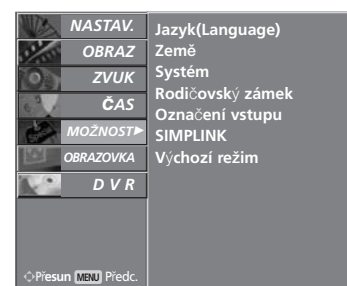 NASTAV.
OBRAZ
ZVUK
ČAS
MOŽNOST
OBRAZOVKA
D V R
Jazyk(Language)
Země
Systém
Rodičovský zámek
Označení vstupu
SIMPLINK
Výchozí režim
Přesun MENU Předc.